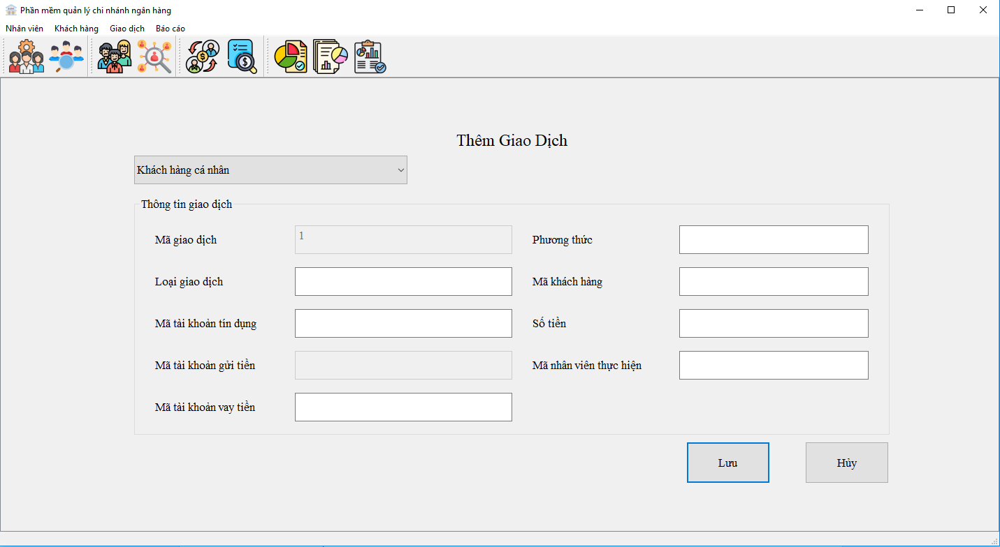 Phần mềm quản lý chi nhánh ngân hàng
Nhân viên Khách hàng Giao dịch Báo cáo
Thêm Giao Dịch
Khách hàng cá nhân
Thông tin giao dịch
Mã giao dịch 1 Phương thức
Loại giao dịch Mã khách hàng
Mã tài khoản tín dụng Số tiền
Mã tài khoản gửi tiền Mã nhân viên thực hiện
Mã tài khoản vay tiền
Lưu Hủy